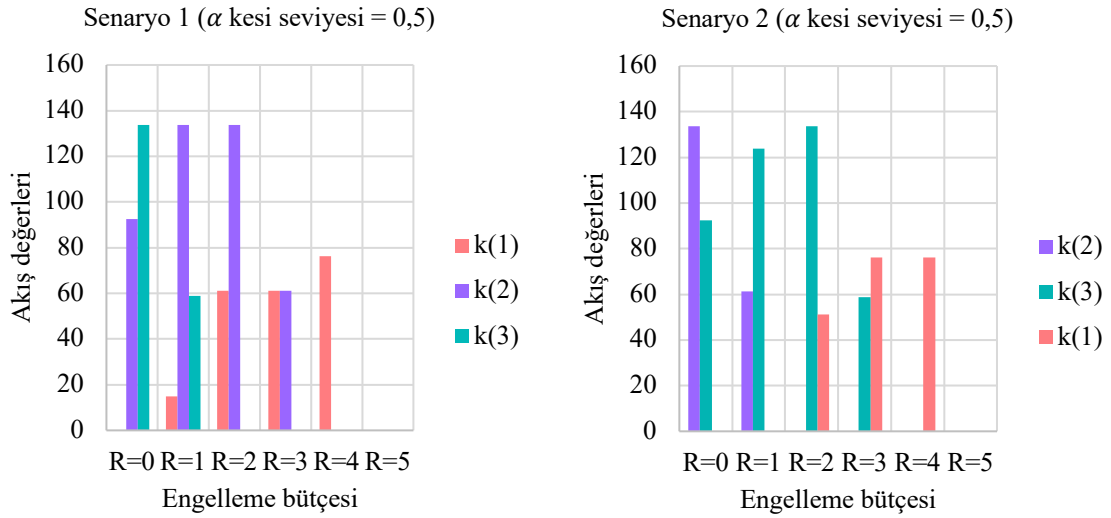 Senaryo 1 (α kesi seviyesi = 0,5)
160
140
120
100
80
60
40
20
0
Akış değerleri
R=0 R=1 R=2 R=3 R=4 R=5
Engelleme bütçesi
k(1)
k(2)
k(3)
Senaryo 2 (α kesi seviyesi = 0,5)
160
140
120
100
80
60
40
20
0
Akış değerleri
R=0 R=1 R=2 R=3 R=4 R=5
Engelleme bütçesi
k(2)
k(3)
k(1)